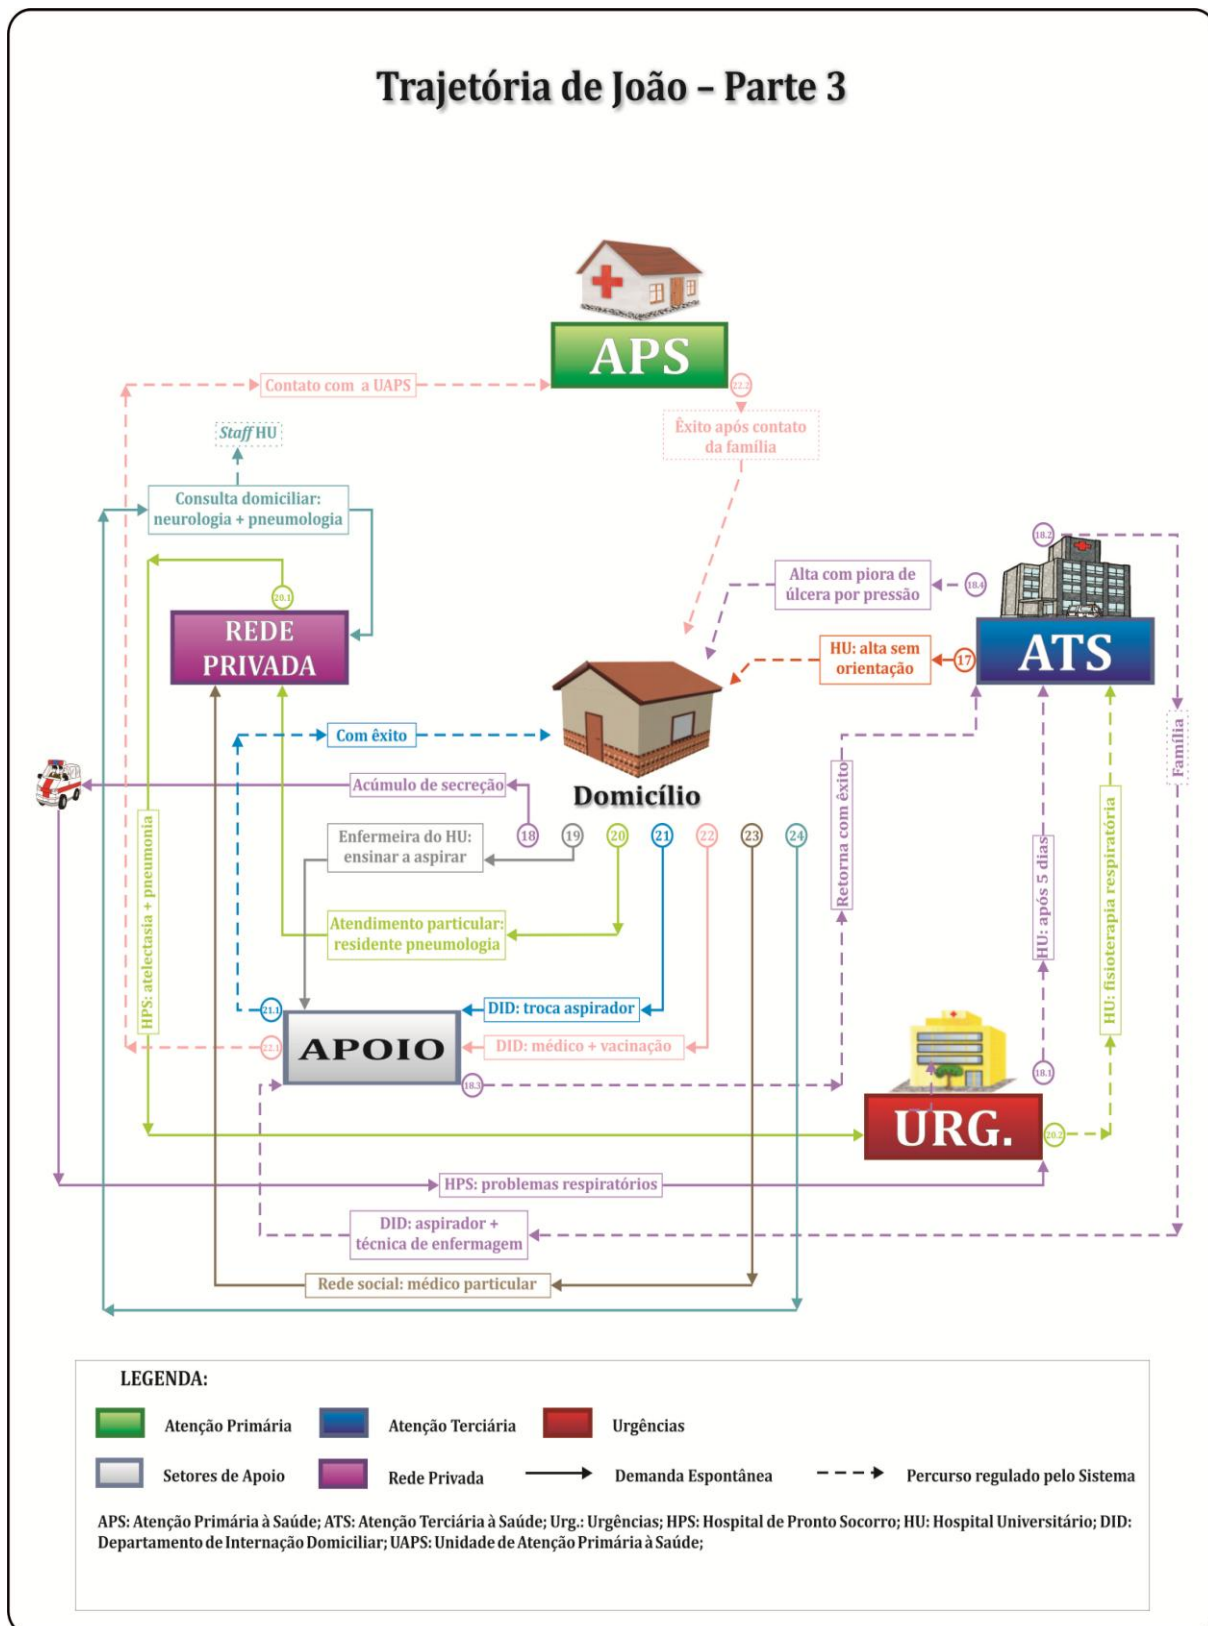 Trajetória de João – Parte 3
APS
Contato com a UAPS
22.2
Êxito após contato
da família
Staff HU
Consulta domiciliar:
neurologia + pneumologia
18.2
Alta com piora de
úlcera por pressão
18.4
20.1
REDE
PRIVADA
HU: alta sem
orientação
17
ATS
Com êxito
Família
Acúmulo de secreção
Domicílio
Retorna com êxito
18
19
20
21
22
23
24
Enfermeira do HU:
ensinar a aspirar
HPS: atelectasia + pneumonia
HU: após 5 dias
HU: fisioterapia respiratória
Atendimento particular:
residente pneumologia
21.1
DID: troca aspirador
APOIO
22.1
DID: médico + vacinação
18.3
18.1
URG.
20.2
HPS: problemas respiratórios
DID: aspirador +
técnica de enfermagem
Rede social: médico particular
LEGENDA:
Atenção Primária
Atenção Terciária
Urgências
Setores de Apoio
Rede Privada
Demanda Espontânea
Percurso regulado pelo Sistema
APS: Atenção Primária à Saúde; ATS: Atenção Terciária à Saúde; Urg.: Urgências; HPS: Hospital de Pronto Socorro; HU: Hospital Universitário; DID:
Departamento de Internação Domiciliar; UAPS: Unidade de Atenção Primária à Saúde;